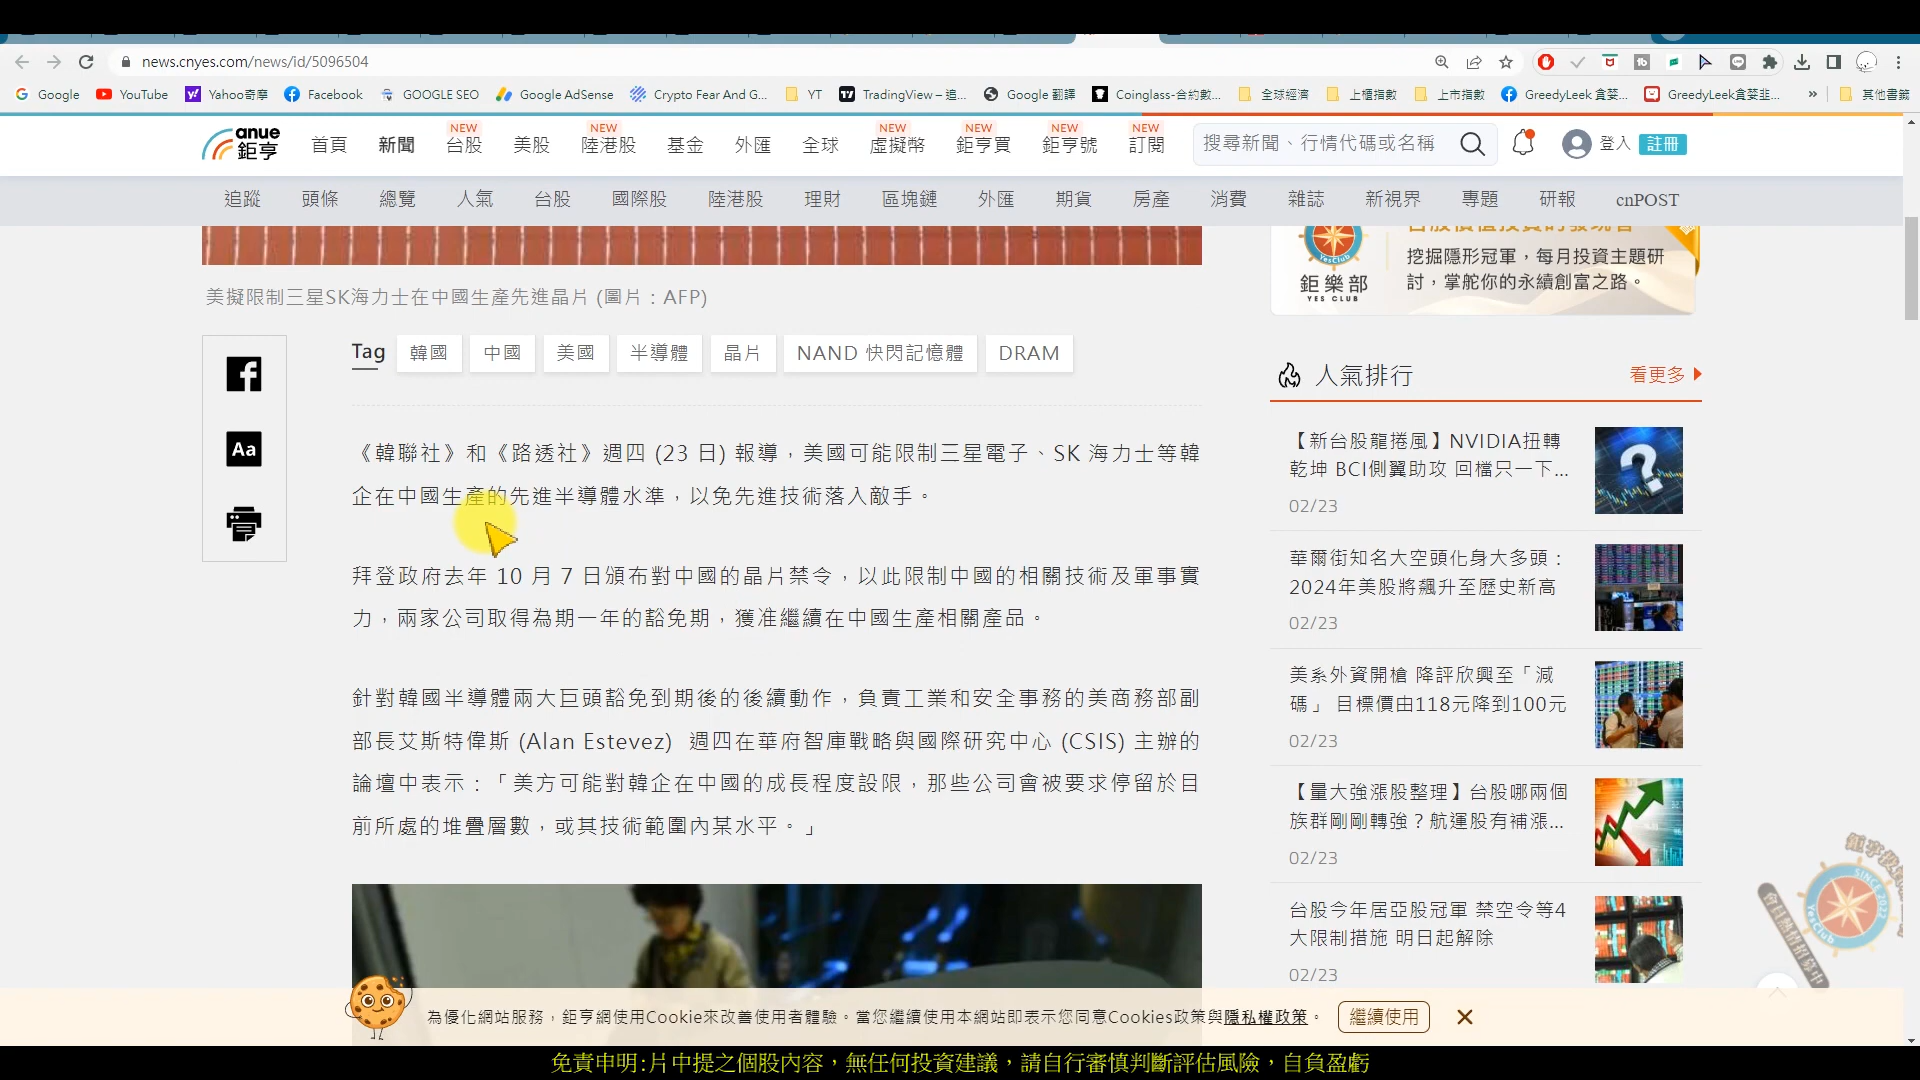 news.cnyes.com/news/id/5096504
Google YouTube Yahoo奇摩 Facebook GOOGLE SEO Google AdSense Crypto Fear And G... YT TradingView – 追... Google 翻譯 Coinglass-合約數... 全球經濟 上櫃指數 上市指數 GreedyLeek 貪婪... GreedyLeek貪婪韭... » 其他書籤
anue
鉅亨
首頁 新聞 NEW 台股 美股 NEW 陸港股 基金 外匯 全球 NEW 虛擬幣 NEW 鉅亨買 NEW 鉅亨號 NEW 訂閱 搜尋新聞、行情代碼或名稱 登入 註冊
追蹤 頭條 總覽 人氣 台股 國際股 陸港股 理財 區塊鏈 外匯 期貨 房產 消費 雜誌 新視界 專題 研報 cnPOST
鉅樂部
YES CLUB
挖掘隱形冠軍，每月投資主題研
討，掌舵你的永續創富之路。
美擬限制三星SK海力士在中國生產先進晶片 (圖片：AFP)
Tag 韓國 中國 美國 半導體 晶片 NAND 快閃記憶體 DRAM
Aa
《韓聯社》和《路透社》週四 (23 日) 報導，美國可能限制三星電子、SK 海力士等韓
企在中國生產的先進半導體水準，以免先進技術落入敵手。
拜登政府去年 10 月 7 日頒布對中國的晶片禁令，以此限制中國的相關技術及軍事實
力，兩家公司取得為期一年的豁免期，獲准繼續在中國生產相關產品。
針對韓國半導體兩大巨頭豁免到期後的後續動作，負責工業和安全事務的美商務部副
部長艾斯特偉斯 (Alan Estevez) 週四在華府智庫戰略與國際研究中心 (CSIS) 主辦的
論壇中表示：「美方可能對韓企在中國的成長程度設限，那些公司會被要求停留於目
前所處的堆疊層數，或其技術範圍內某水平。」
人氣排行 看更多
【新台股龍捲風】NVIDIA扭轉
乾坤 BCI側翼助攻 回檔只一下...
02/23
華爾街知名大空頭化身大多頭：
2024年美股將飆升至歷史新高
02/23
美系外資開槍 降評欣興至「減
碼」 目標價由118元降到100元
02/23
【量大強漲股整理】台股哪兩個
族群剛剛轉強？航運股有補漲...
02/23
台股今年居亞股冠軍 禁空令等4
大限制措施 明日起解除
02/23
SINCE 2022
YesClub
為優化網站服務，鉅亨網使用Cookie來改善使用者體驗。當您繼續使用本網站即表示您同意Cookies政策與隱私權政策。 繼續使用
免責申明:片中提之個股內容，無任何投資建議，請自行審慎判斷評估風險，自負盈虧